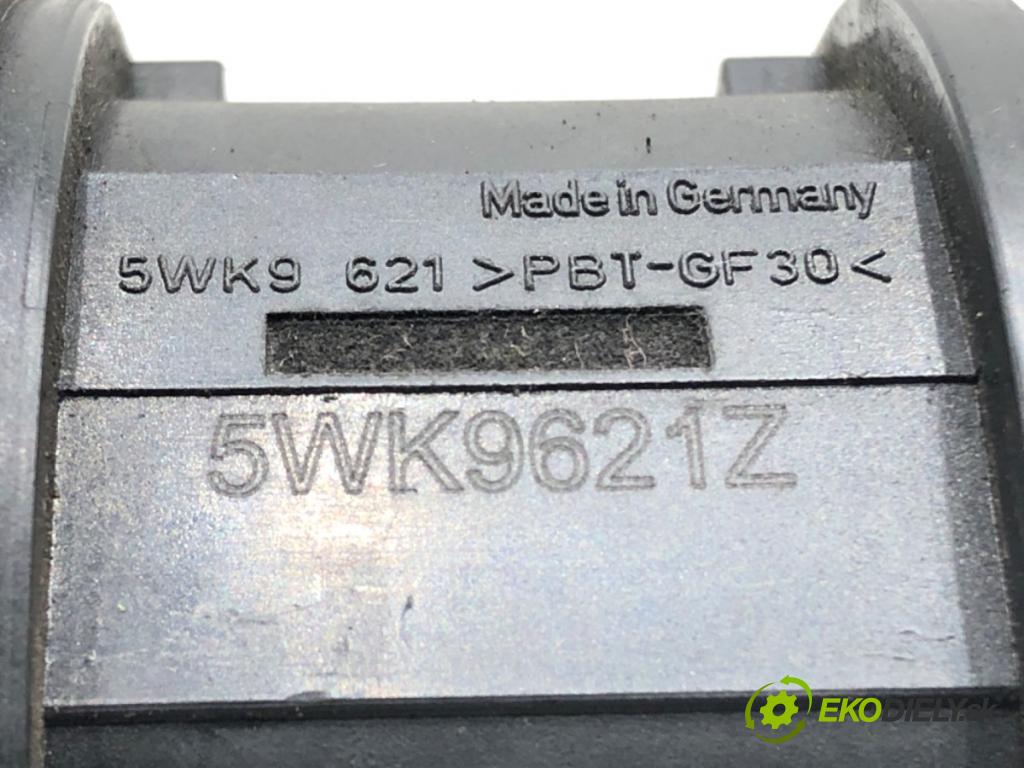 Made in Germany
5WK9 621 >PBT-GF30<
5WK9621Z
EKODIELY.sk